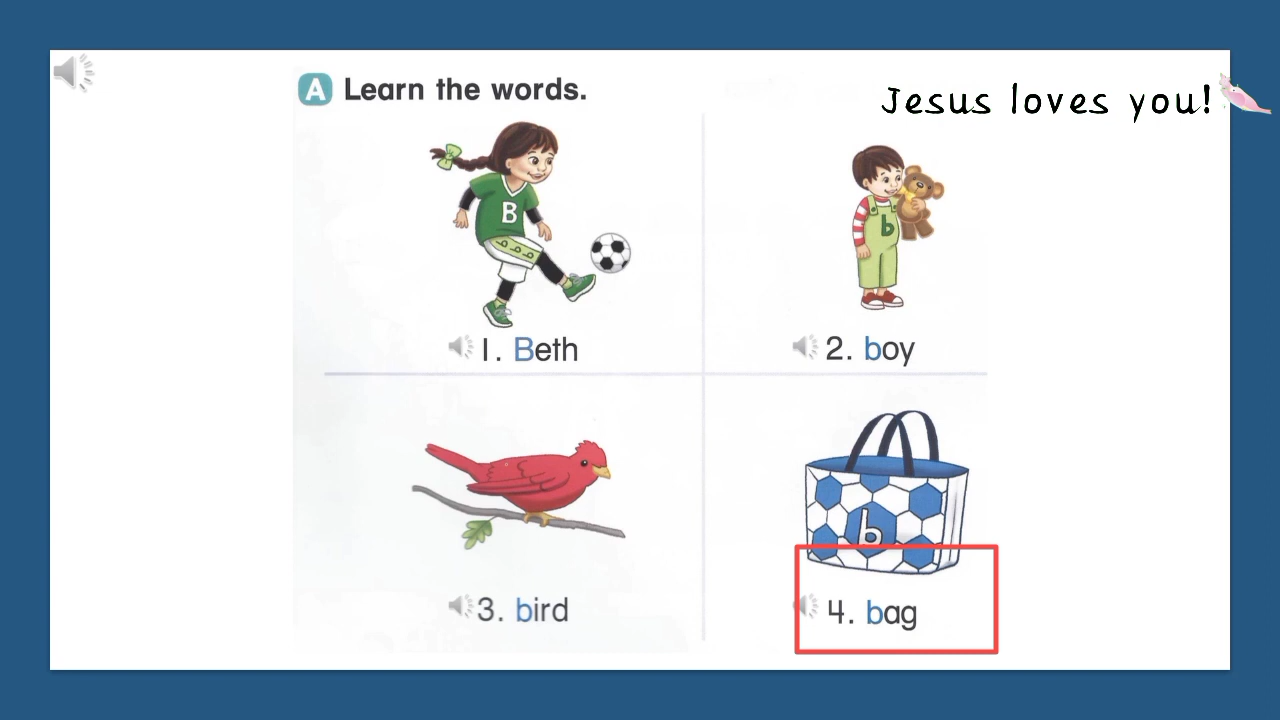 A Learn the words.
Jesus loves you!
B
b b b
b
1. Beth
2. boy
b
3. bird
4. bag